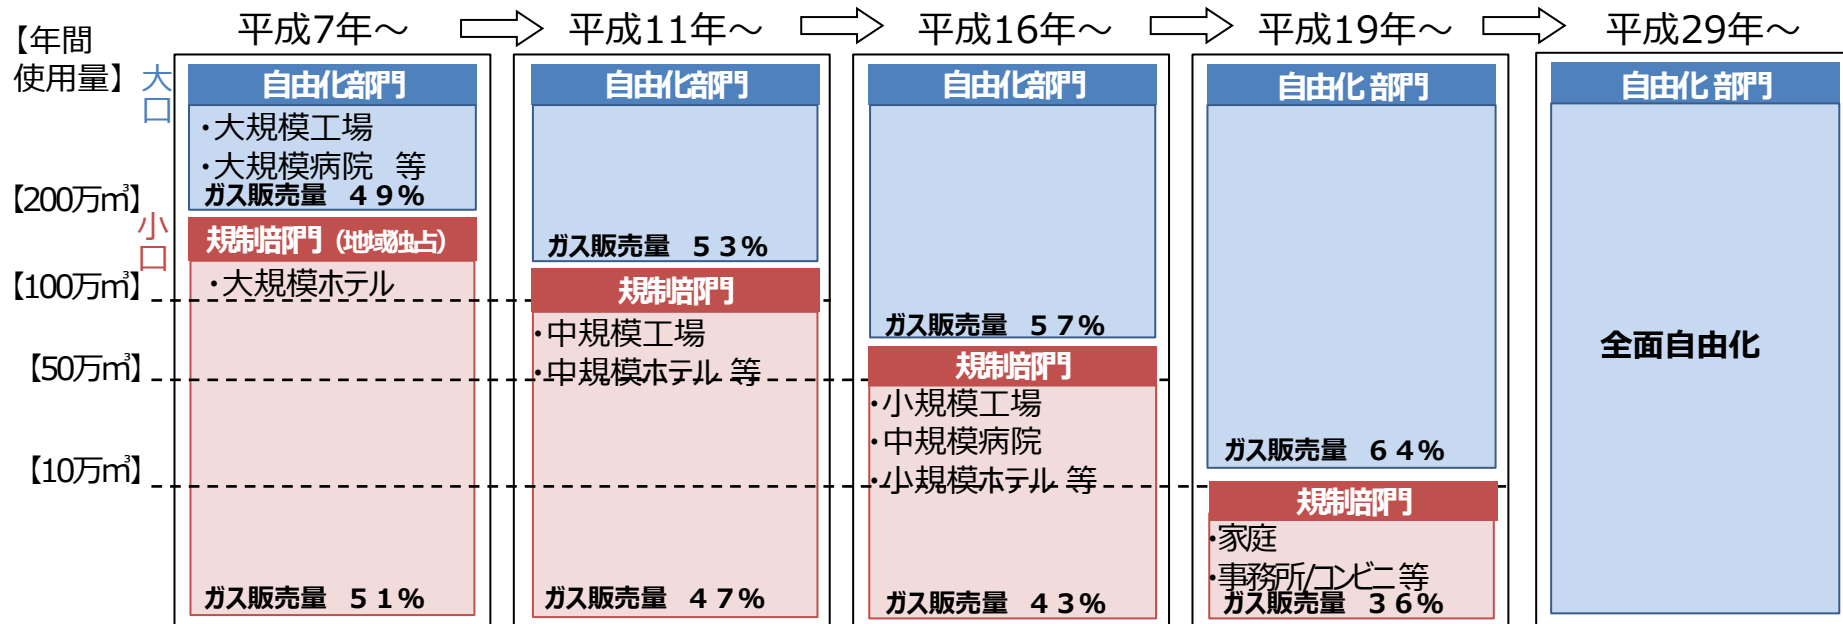 【年間
使用量】
大口
【200万㎥】
小口
【100万㎥】
【50万㎥】
【10万㎥】
平成7年～
自由化部門
・大規模工場
・大規模病院 等
ガス販売量 49%
規制部門（地域独占）
・大規模ホテル
ガス販売量 51%
平成11年～
自由化部門
ガス販売量 53%
規制部門
・中規模工場
・中規模ホテル 等
ガス販売量 47%
平成16年～
自由化部門
ガス販売量 57%
規制部門
・小規模工場
・中規模病院
・小規模ホテル 等
ガス販売量 43%
平成19年～
自由化部門
ガス販売量 64%
規制部門
・家庭
・事務所/コンビニ 等
ガス販売量 36%
平成29年～
自由化部門
全面自由化